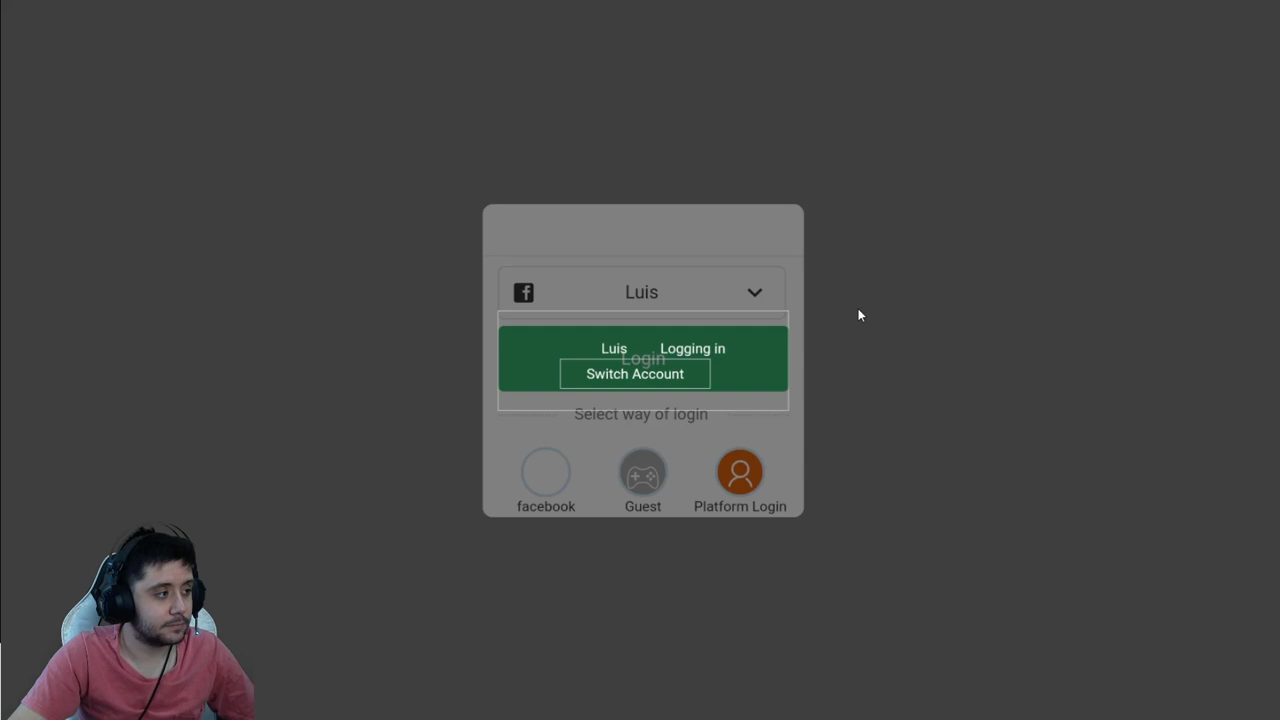 Luis
Luis Logging in
Login
Switch Account
Select way of login
facebook Guest Platform Login